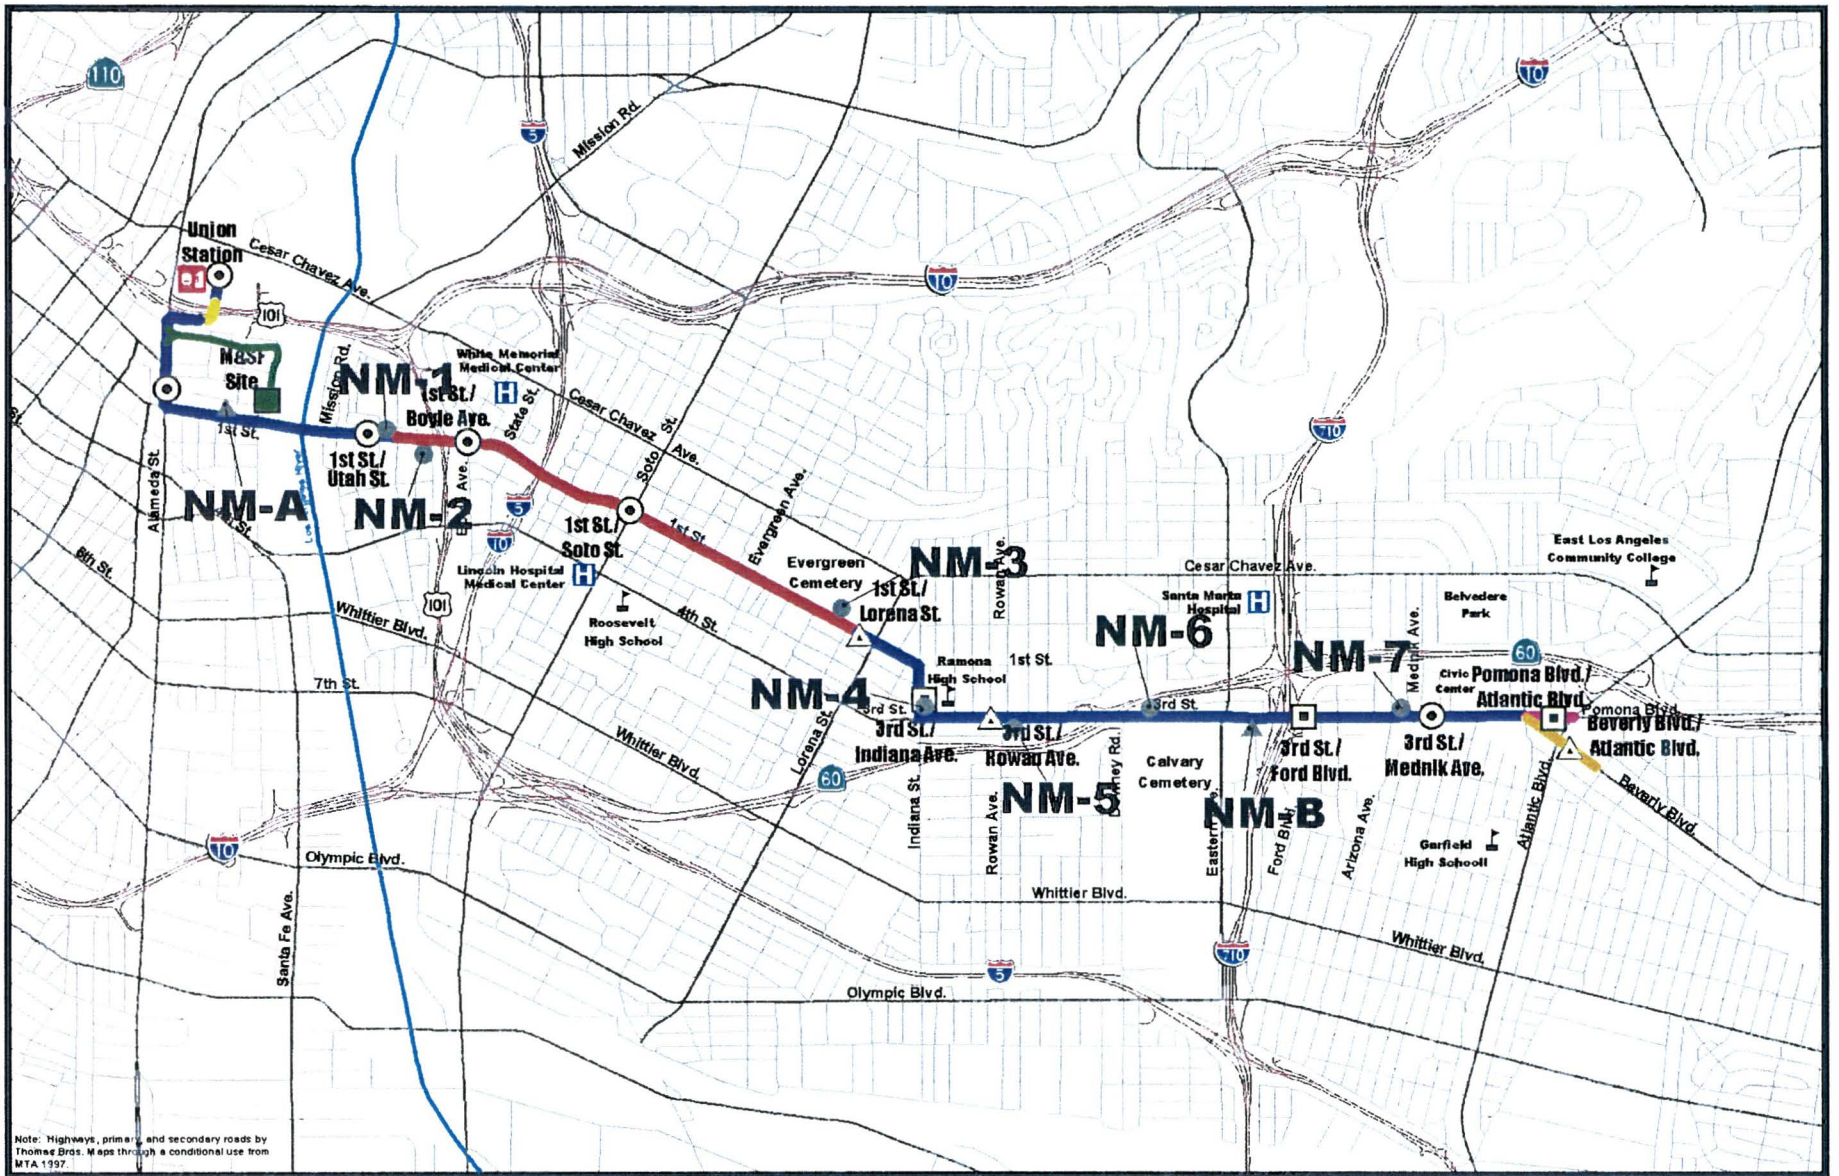 110
10
5
Mission Rd.
Union
Station
Cesar Chavez Ave.
10
101
M&SF
Site
Mission Rd.
NM-1
White Memorial
Medical Center
H
1st St./
Boyle Ave.
State St.
Cesar Chavez Ave.
Soto St.
710
1st St.
1st St./
Utah St.
Alameda St.
NM-A
NM-2
Ave.
5
10
1st St./
Soto St.
1st St.
Evergreen Ave.
6th St.
Lincoln Hospital
Medical Center
H
Evergreen
Cemetery
NM-3
1st St./
Lorena St.
Rowan Ave.
Cesar Chavez Ave.
East Los Angeles
Community College
101
Whittier Blvd.
Roosevelt
High School
4th St.
Santa Marta
Hospital
H
NM-6
Belvedere
Park
Mednik Ave.
60
7th St.
Ramona
High School
1st St.
NM-7
Civic
Center
Pomona Blvd./
Atlantic Blvd.
NM-4
3rd St.
3rd St.
Pomona Blvd.
3rd St./
Indiana Ave.
3rd St./
Rowan Ave.
3rd St./
Ford Blvd.
3rd St./
Mednik Ave.
Beverly Blvd./
Atlantic Blvd.
Whittier Blvd.
Lorena St.
60
Calvary
Cemetery
NM-5
NM-B
Beverly Blvd.
Indiana St.
Rowan Ave.
Ford Blvd
Arizona Ave.
Atlantic Blvd.
Garfield
High Schooll
10
Olympic Blvd.
Santa Fe Ave.
Whittier Blvd.
Whittier Blvd.
710
5
Olympic Blvd.
Note: Highways, primary and secondary roads by
Thomas Bros. Maps through a conditional use from
MTA 1997.